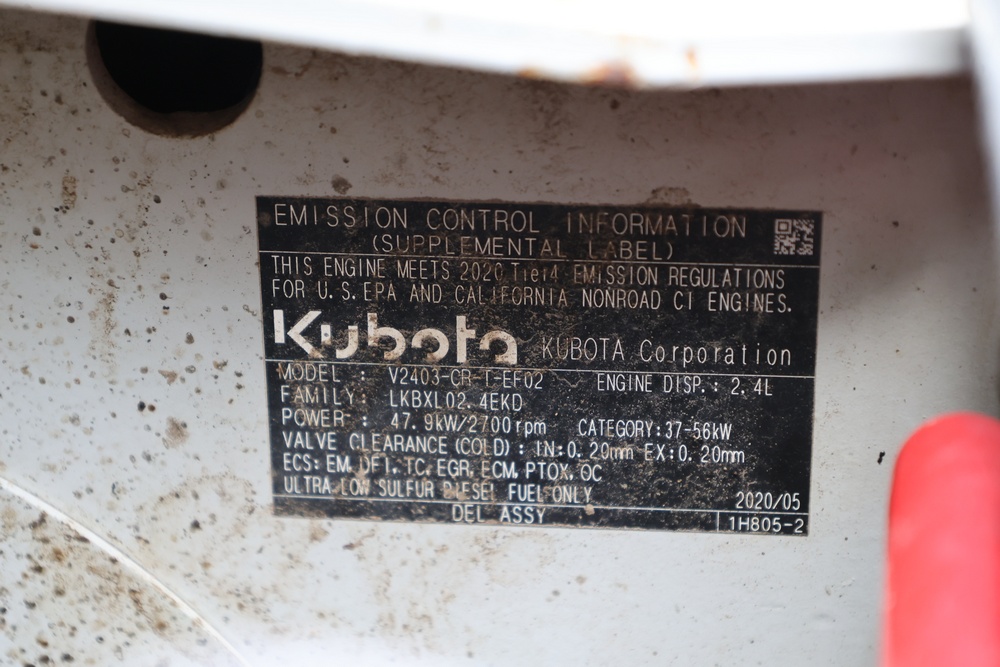 EMISSION CONTROL INFORMATION
(SUPPLEMENTAL LABEL)
THIS ENGINE MEETS 2020 Tier4 EMISSION REGULATIONS
FOR U.S.EPA AND CALIFORNIA NONROAD CI ENGINES.
Kubota KUBOTA Corporation
MODEL : V2403-CR-T-EF02 ENGINE DISP.: 2.4L
FAMILY: LKBXL02.4EKD
POWER: 47.9kW/2700rpm CATEGORY:37-56kW
VALVE CLEARANCE(COLD): IN:0.20mm EX:0.20mm
ECS: EM, DFI, TC, EGR, ECM, PTOX, OC
ULTRA LOW SULFUR DIESEL FUEL ONLY 2020/05
DEL ASSY 1H805-2